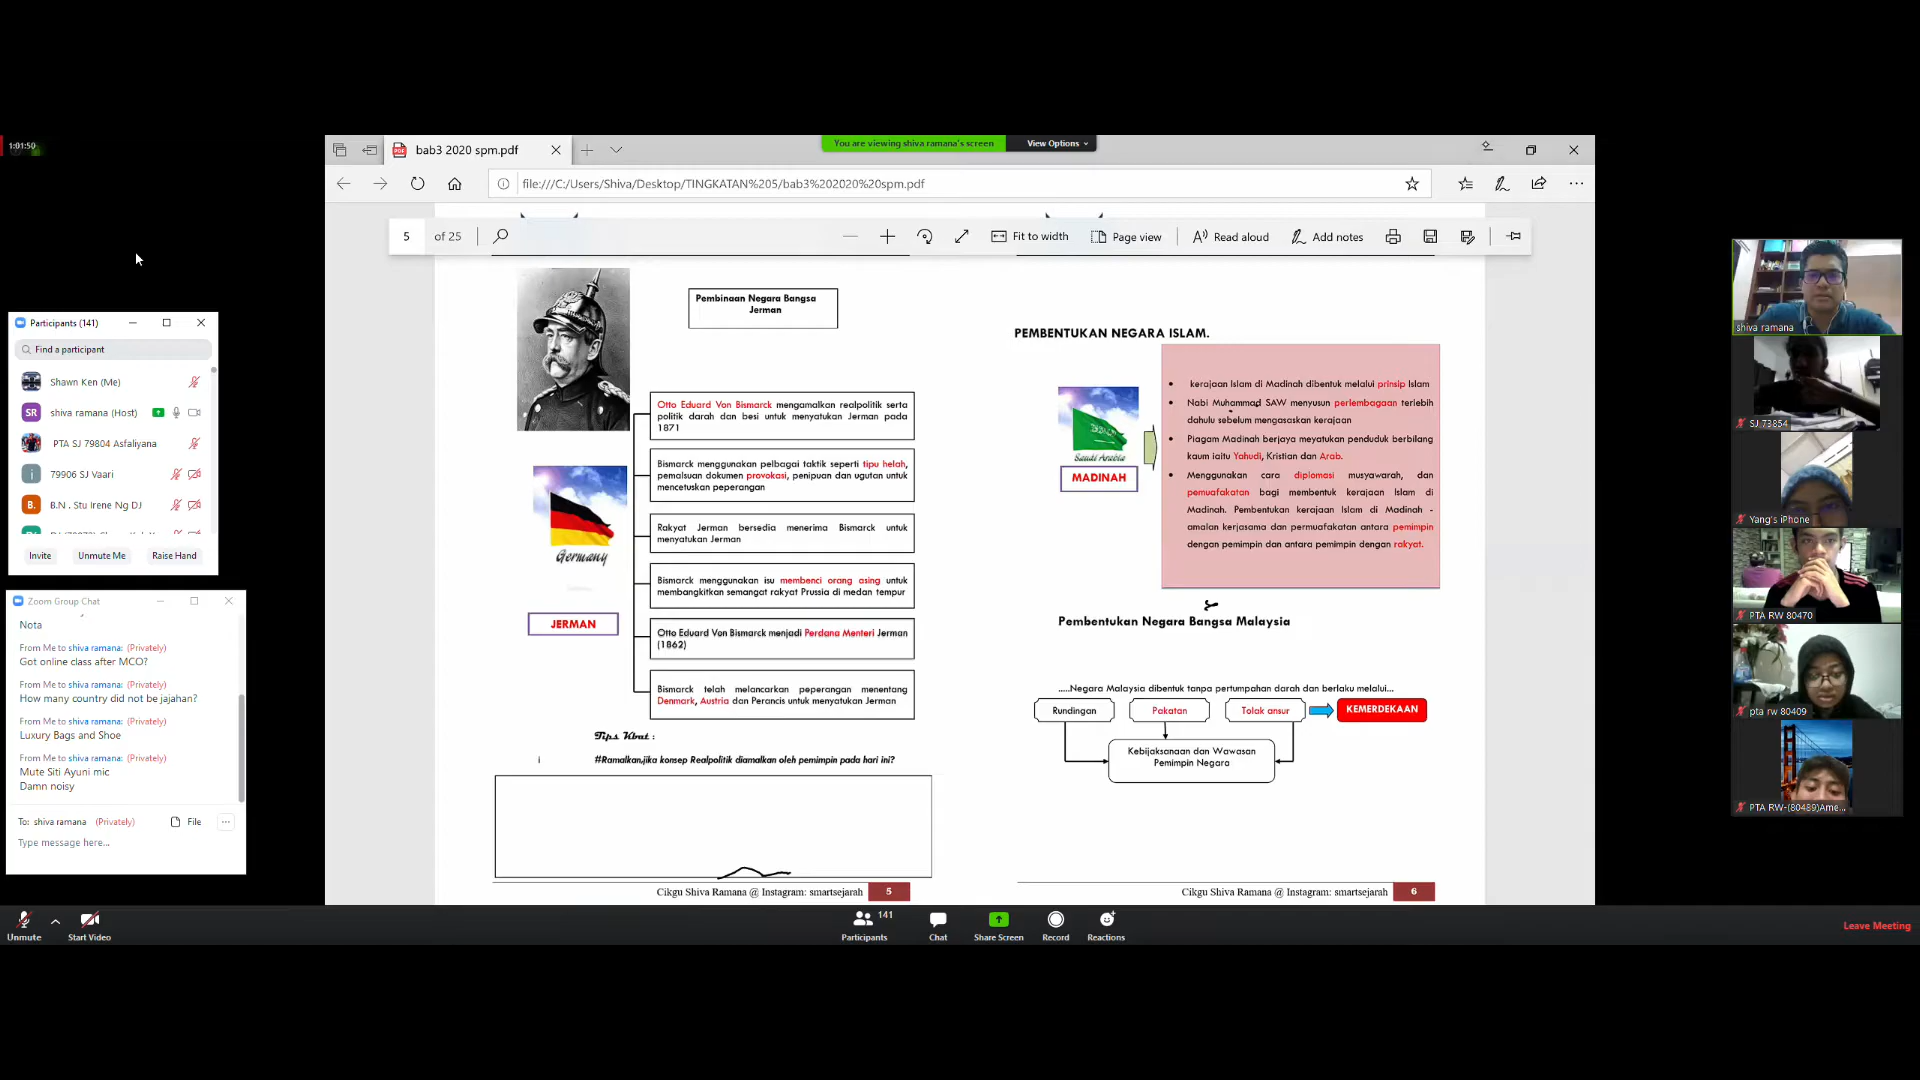 1:01:50
bab3 2020 spm.pdf
You are viewing shiva ramana's screen
View Options
file:///C:/Users/Shiva/Desktop/TINGKATAN%205/bab3%202020%20spm.pdf
5 of 25
Fit to width
Page view
Read aloud
Add notes
Participants (141)
Find a participant
Shawn Ken (Me)
SR shiva ramana (Host)
PTA SJ 79804 Asfaliyana
i 79906 SJ Vaari
B. B.N . Stu Irene Ng DJ
Invite
Unmute Me
Raise Hand
Zoom Group Chat
Nota
From Me to shiva ramana: (Privately)
Got online class after MCO?
From Me to shiva ramana: (Privately)
How many country did not be jajahan?
From Me to shiva ramana: (Privately)
Luxury Bags and Shoe
From Me to shiva ramana: (Privately)
Mute Siti Ayuni mic
Damn noisy
To: shiva ramana (Privately)
File
Type message here...
Pembinaan Negara Bangsa
Jerman
Otto Eduard Von Bismarck mengamalkan realpolitik serta
politik darah dan besi untuk menyatukan Jerman pada
1871
Bismarck menggunakan pelbagai taktik seperti tipu helah,
pemalsuan dokumen provokasi, penipuan dan ugutan untuk
mencetuskan peperangan
Rakyat Jerman bersedia menerima Bismarck untuk
menyatukan Jerman
Bismarck menggunakan isu membenci orang asing untuk
membangkitkan semangat rakyat Prussia di medan tempur
Otto Eduard Von Bismarck menjadi Perdana Menteri Jerman
(1862)
Bismarck telah melancarkan peperangan menentang
Denmark, Austria dan Perancis untuk menyatukan Jerman
Germany
JERMAN
Tips Kbat :
i
#Ramalkan,jika konsep Realpolitik diamalkan oleh pemimpin pada hari ini?
Cikgu Shiva Ramana @ Instagram: smartsejarah
5
PEMBENTUKAN NEGARA ISLAM.
Saudi Arabia
MADINAH
• kerajaan Islam di Madinah dibentuk melalui prinsip Islam
• Nabi Muhammad SAW menyusun perlembagaan terlebih
dahulu sebelum mengasaskan kerajaan
• Piagam Madinah berjaya meyatukan penduduk berbilang
kaum iaitu Yahudi, Kristian dan Arab.
• Menggunakan cara diplomasi musyawarah, dan
pemuafakatan bagi membentuk kerajaan Islam di
Madinah. Pembentukan kerajaan Islam di Madinah -
amalan kerjasama dan permuafakatan antara pemimpin
dengan pemimpin dan antara pemimpin dengan rakyat.
Pembentukan Negara Bangsa Malaysia
.....Negara Malaysia dibentuk tanpa pertumpahan darah dan berlaku melalui...
Rundingan
Pakatan
Tolak ansur
KEMERDEKAAN
Kebijaksanaan dan Wawasan
Pemimpin Negara
Cikgu Shiva Ramana @ Instagram: smartsejarah
6
shiva ramana
SJ 73854
Yang's iPhone
PTA RW 80470
pta rw 80409
PTA RW-(80489)Ame...
Unmute
Start Video
141
Participants
Chat
Share Screen
Record
Reactions
Leave Meeting